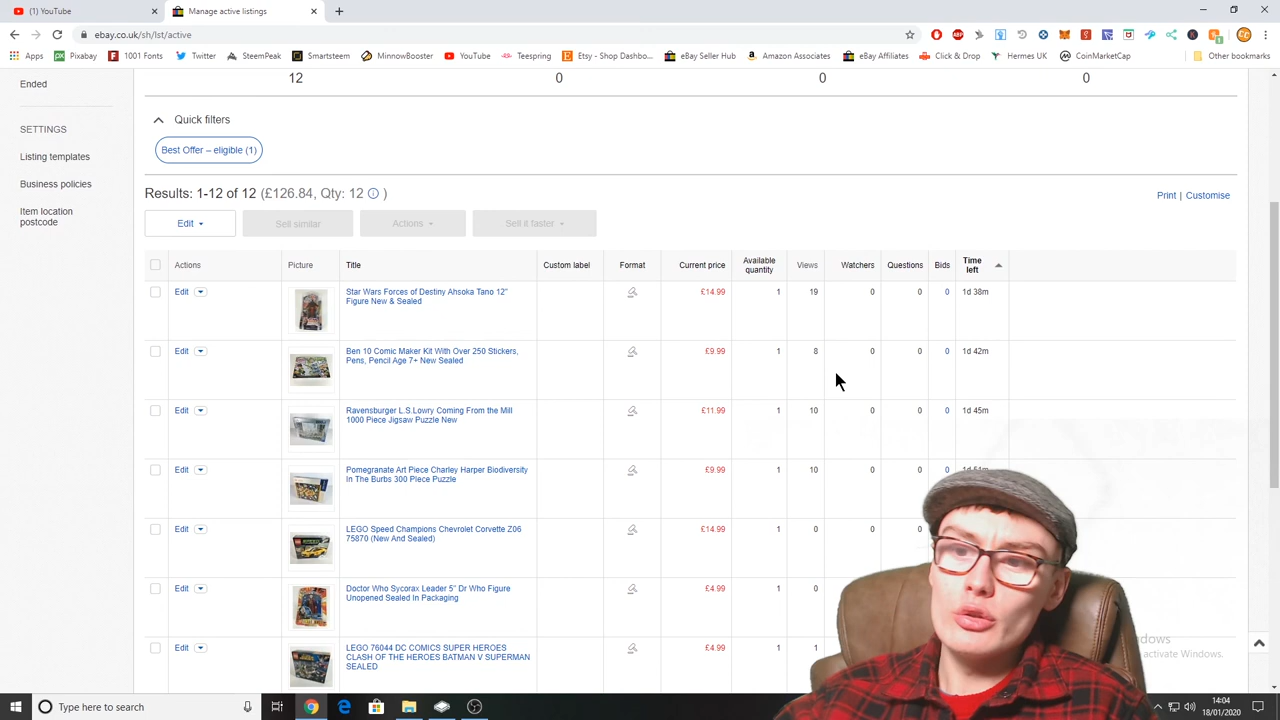 (1) YouTube
Manage active listings
ebay.co.uk/sh/lst/active
Apps
Pixabay
1001 Fonts
Twitter
SteemPeak
Smartsteem
MinnowBooster
YouTube
Teespring
Etsy - Shop Dashbo...
eBay Seller Hub
Amazon Associates
eBay Affiliates
Click & Drop
Hermes UK
CoinMarketCap
Other bookmarks
Ended
SETTINGS
Listing templates
Business policies
Item location
postcode
12 0 0 0
Quick filters
Best Offer – eligible (1)
Results: 1-12 of 12 (£126.84, Qty: 12 )
Print | Customise
Edit Sell similar Actions Sell it faster
Actions Picture Title Custom label Format Current price Available quantity Views Watchers Questions Bids Time left
Edit Star Wars Forces of Destiny Ahsoka Tano 12" £14.99 1 19 0 0 0 1d 38m
Figure New & Sealed
Edit Ben 10 Comic Maker Kit With Over 250 Stickers, £9.99 1 8 0 0 0 1d 42m
Pens, Pencil Age 7+ New Sealed
Edit Ravensburger L.S.Lowry Coming From the Mill £11.99 1 10 0 0 0 1d 45m
1000 Piece Jigsaw Puzzle New
Edit Pomegranate Art Piece Charley Harper Biodiversity £9.99 1 10 0 0 0 1d 51m
In The Burbs 300 Piece Puzzle
Edit LEGO Speed Champions Chevrolet Corvette Z06 £14.99 1 0 0 0
75870 (New And Sealed)
Edit Doctor Who Sycorax Leader 5" Dr Who Figure £4.99 1 0
Unopened Sealed In Packaging
Edit LEGO 76044 DC COMICS SUPER HEROES £4.99 1 1
CLASH OF THE HEROES BATMAN V SUPERMAN
SEALED
activate Windows.
Type here to search
14:04
18/01/2020